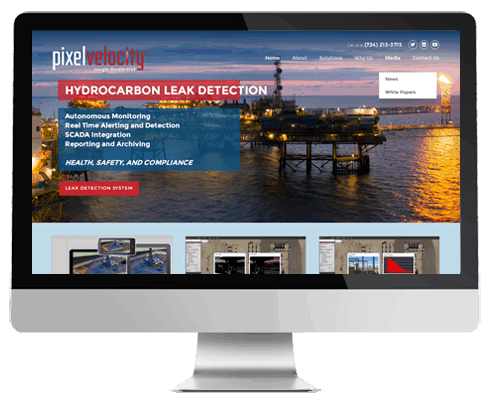 pixelvelocity
Insight Accelerated
Call us at (734) 213-3715
Home About Solutions Why Us Media Contact Us
News
White Papers
HYDROCARBON LEAK DETECTION
Autonomous Monitoring
Real Time Alerting and Detection
SCADA Integration
Reporting and Archiving
HEALTH, SAFETY, AND COMPLIANCE
LEAK DETECTION SYSTEM